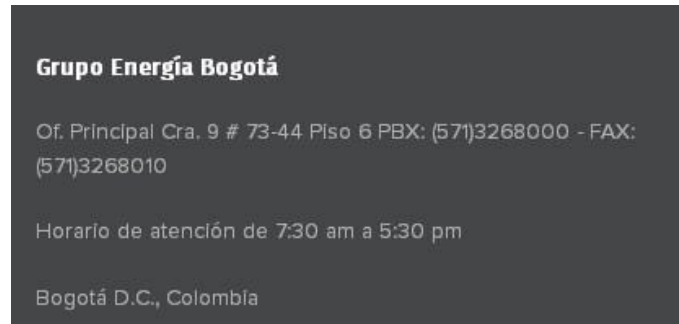 Grupo Energía Bogotá
Of. Principal Cra. 9 # 73-44 Piso 6 PBX: (571)3268000 - FAX:
(571)3268010
Horario de atención de 7:30 am a 5:30 pm
Bogotá D.C., Colombia